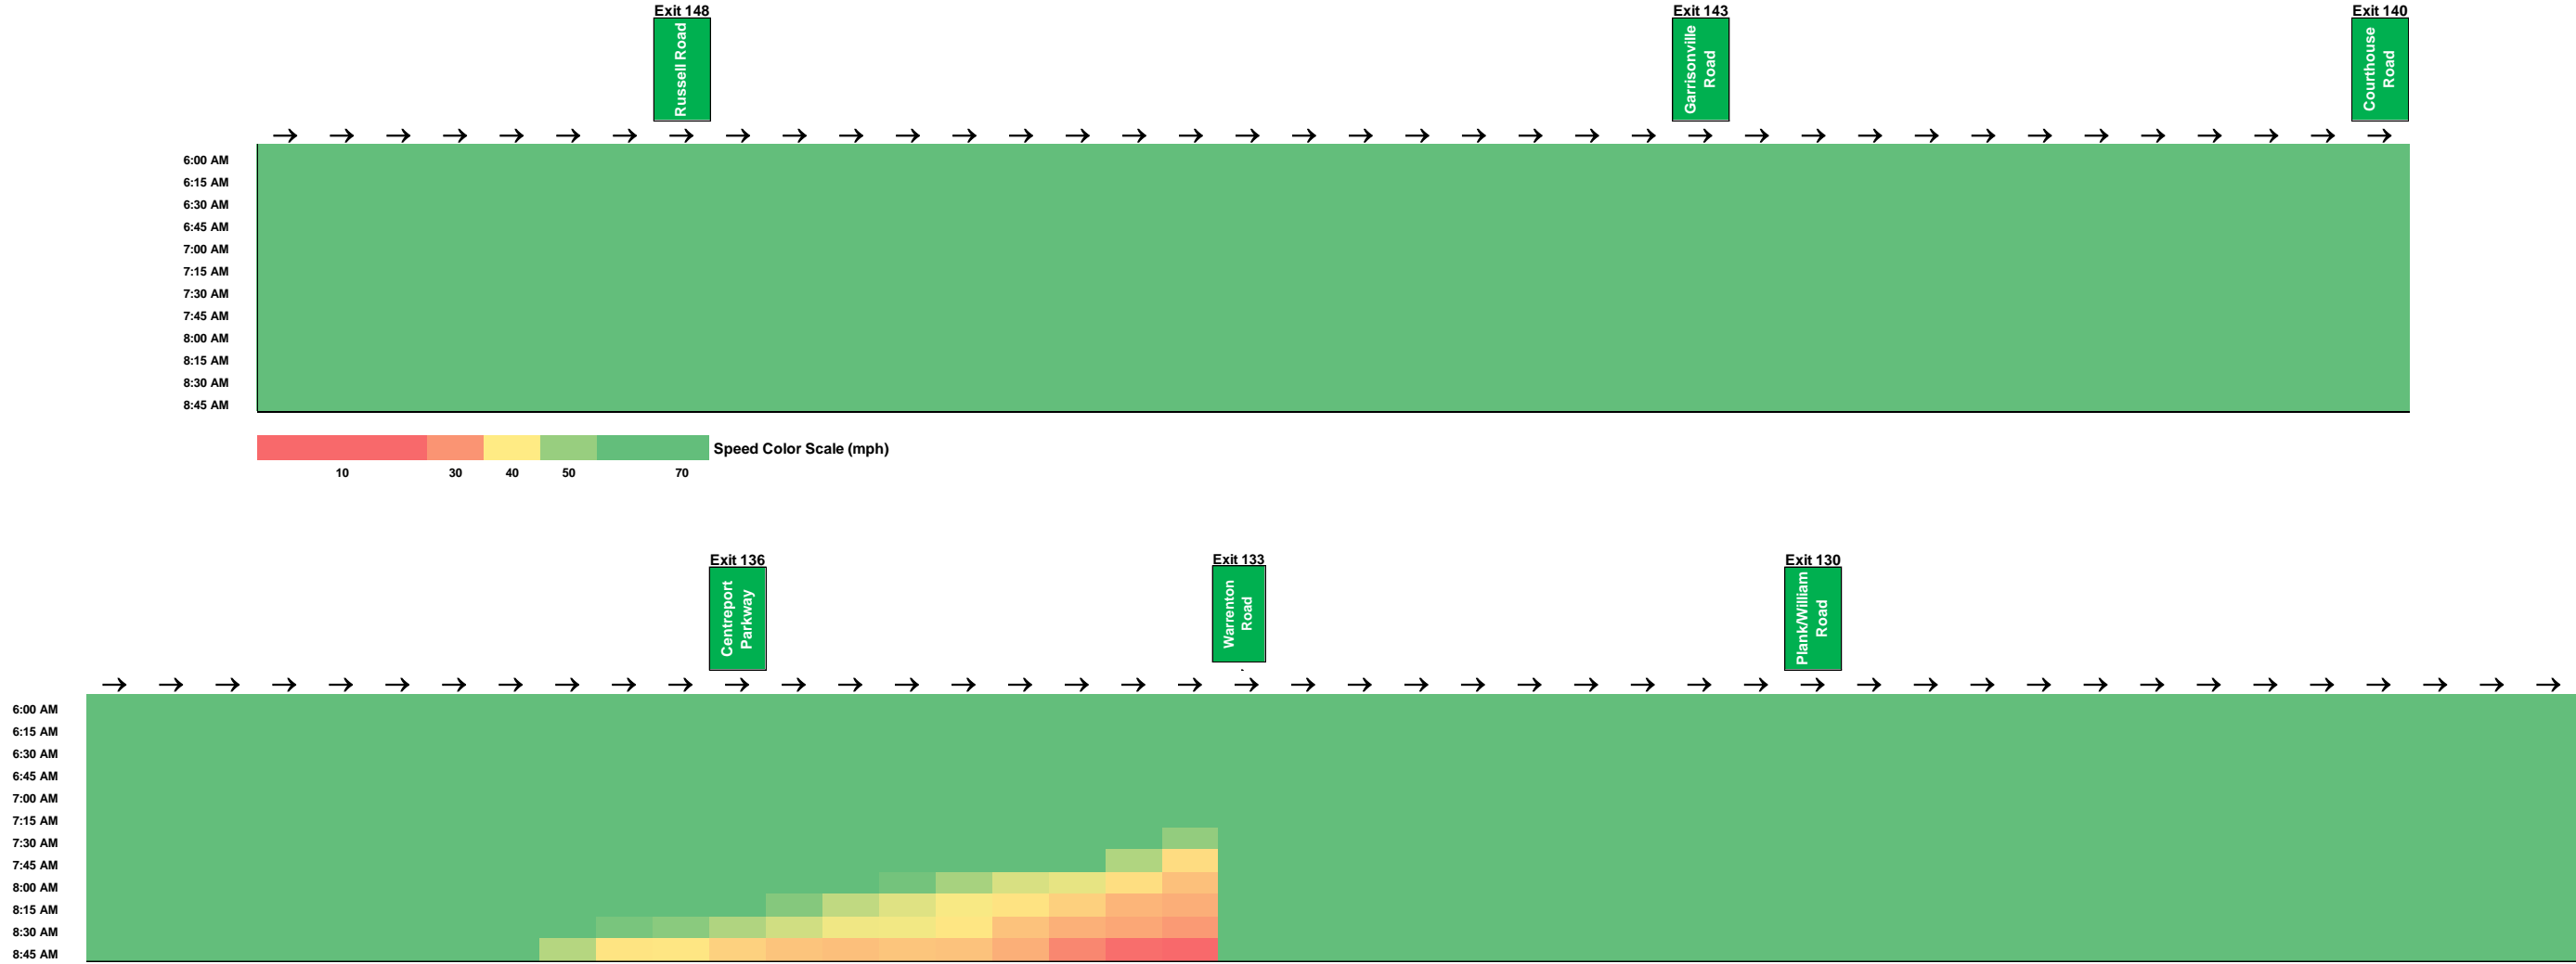 Exit 148
Exit 143
Exit 140
Russell Road
Garrisonville
Road
Courthouse
Road
6:00 AM
6:15 AM
6:30 AM
6:45 AM
7:00 AM
7:15 AM
7:30 AM
7:45 AM
8:00 AM
8:15 AM
8:30 AM
8:45 AM
Speed Color Scale (mph)
10 30 40 50 70
Exit 136
Exit 133
Exit 130
Centreport
Parkway
Warrenton
Road
Plank/William
Road
6:00 AM
6:15 AM
6:30 AM
6:45 AM
7:00 AM
7:15 AM
7:30 AM
7:45 AM
8:00 AM
8:15 AM
8:30 AM
8:45 AM